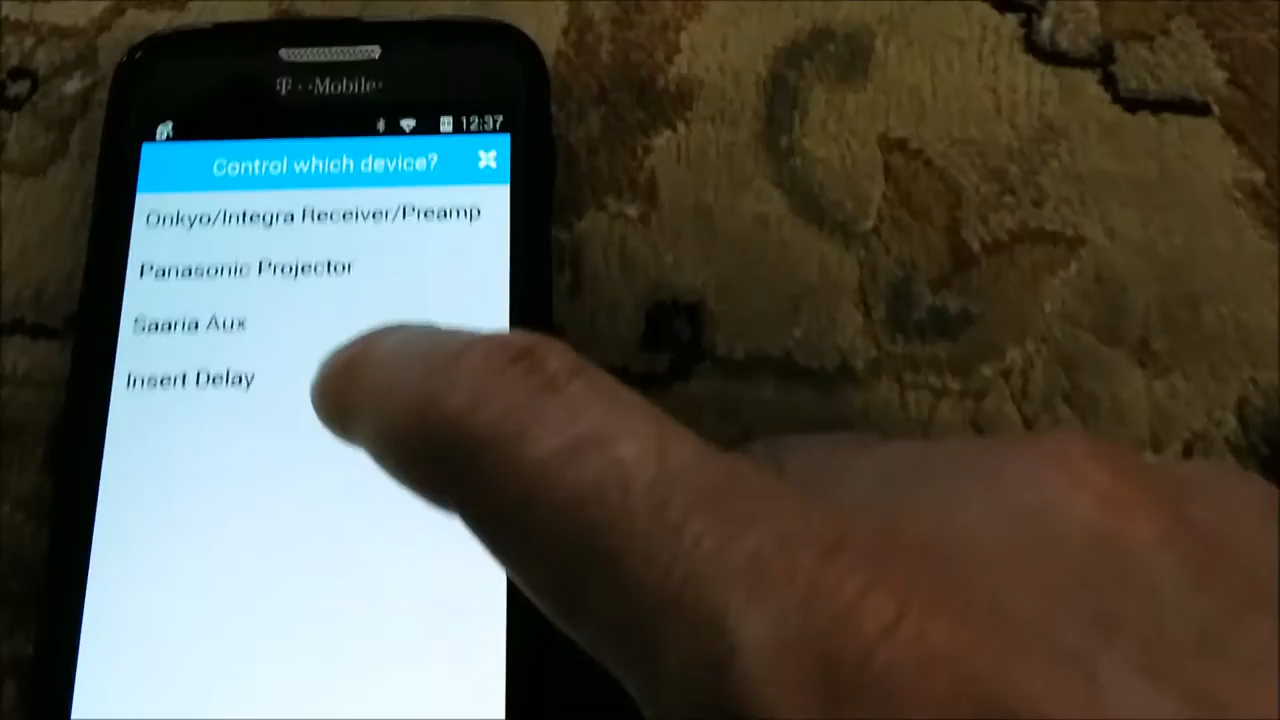 T··Mobile·
12:37
Control which device?
Onkyo/Integra Receiver/Preamp
Panasonic Projector
Saaria Aux
Insert Delay